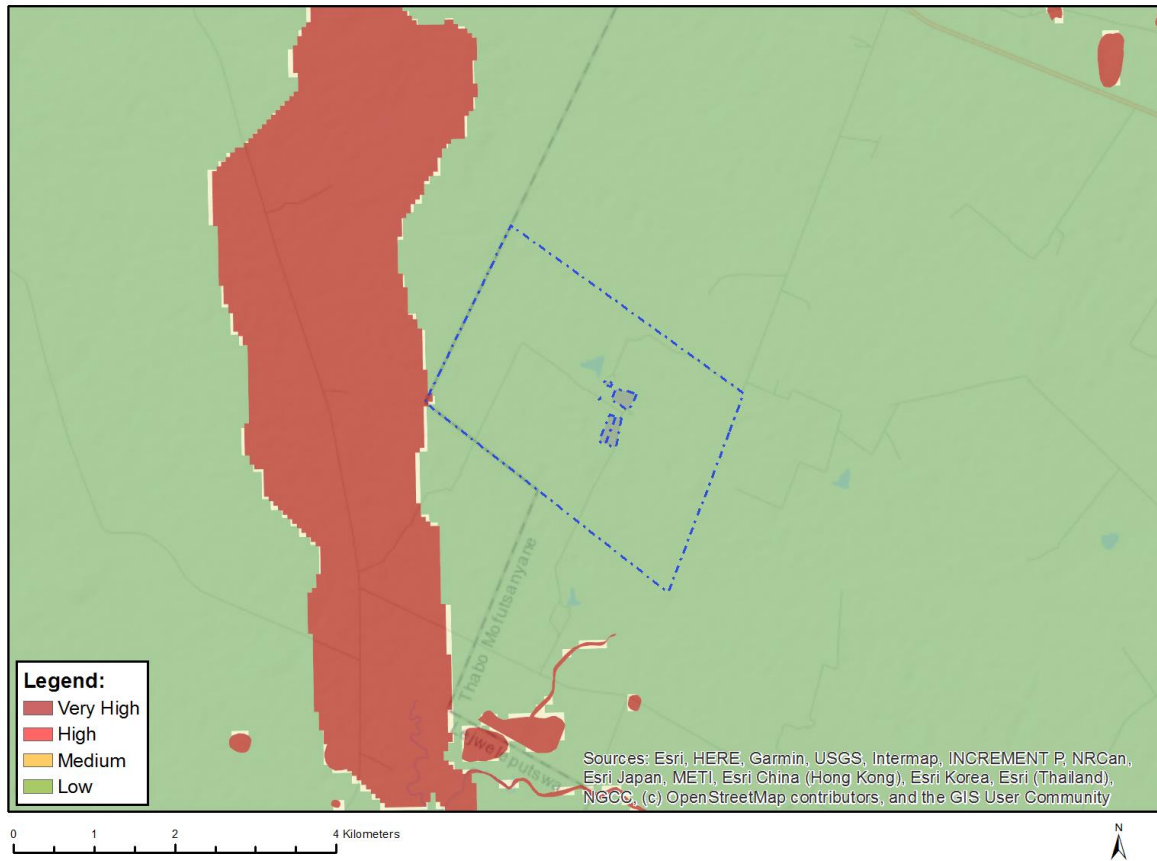 Thabo Mofutsanyane
Lejweleputswa
Legend:
Very High
High
Medium
Low
Sources: Esri, HERE, Garmin, USGS, Intermap, INCREMENT P, NRCan,
Esri Japan, METI, Esri China (Hong Kong), Esri Korea, Esri (Thailand),
NGCC, (c) OpenStreetMap contributors, and the GIS User Community
0 1 2 4 Kilometers
N